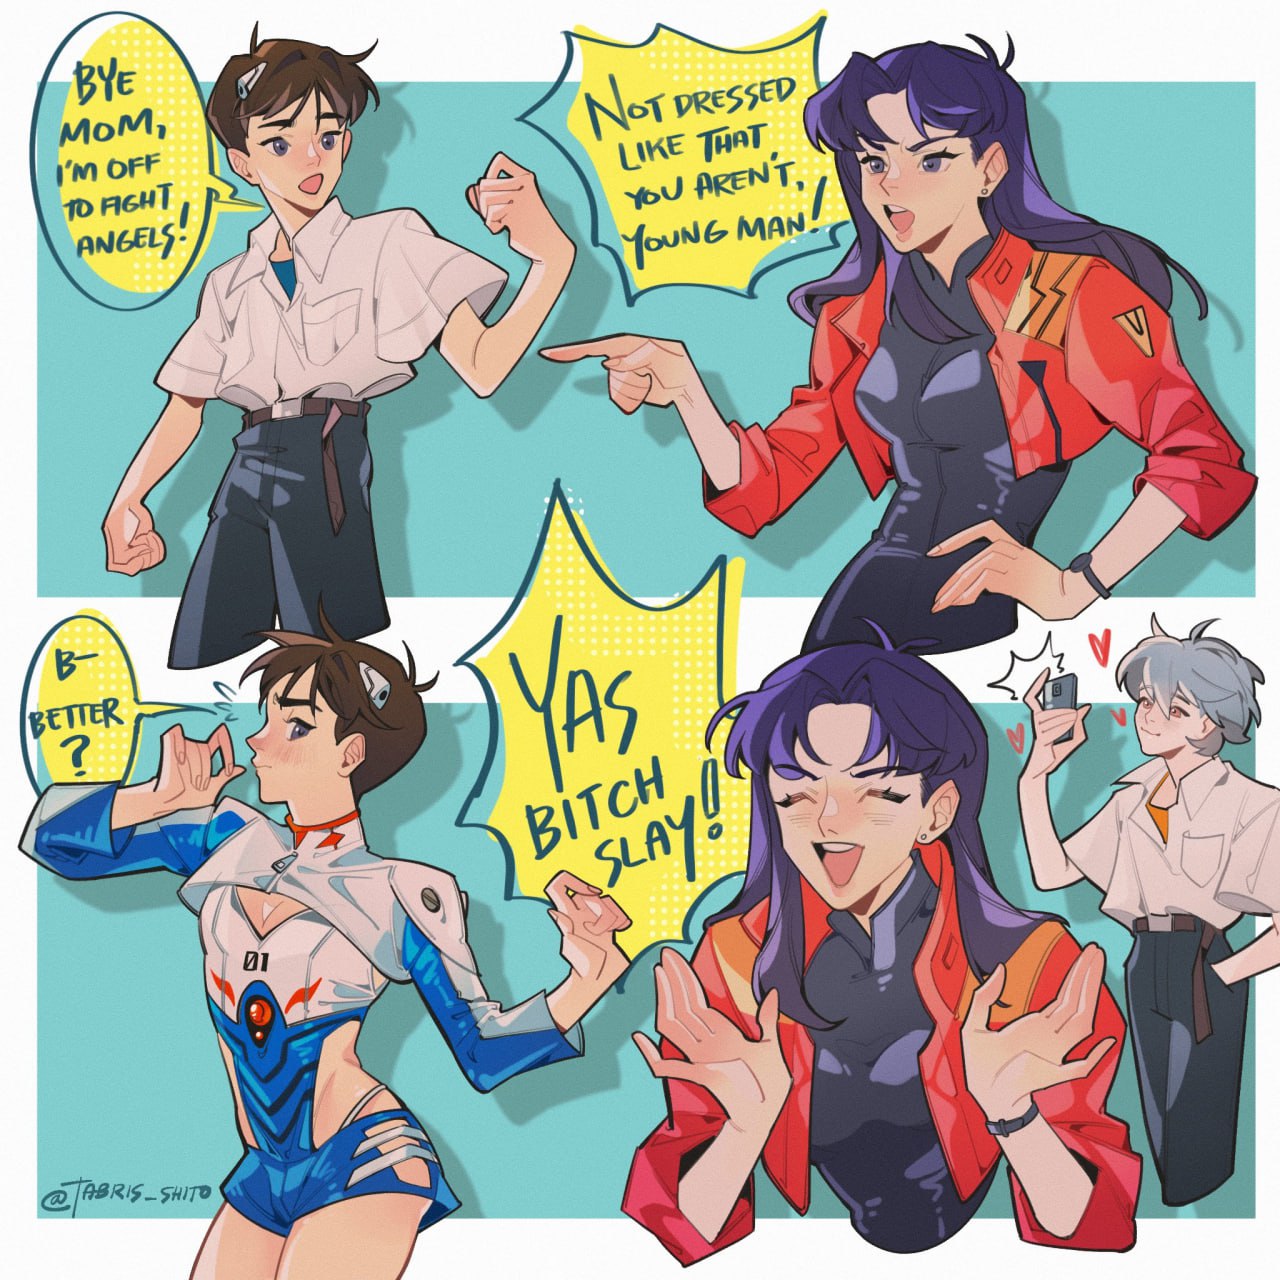 BYE
MOM,
I'M OFF
TO FIGHT
ANGELS!
NOT DRESSED
LIKE THAT
YOU AREN'T,
YOUNG MAN!
B—
BETTER
?
YAS
BITCH
SLAY!
01
@TABRIS_SHITO